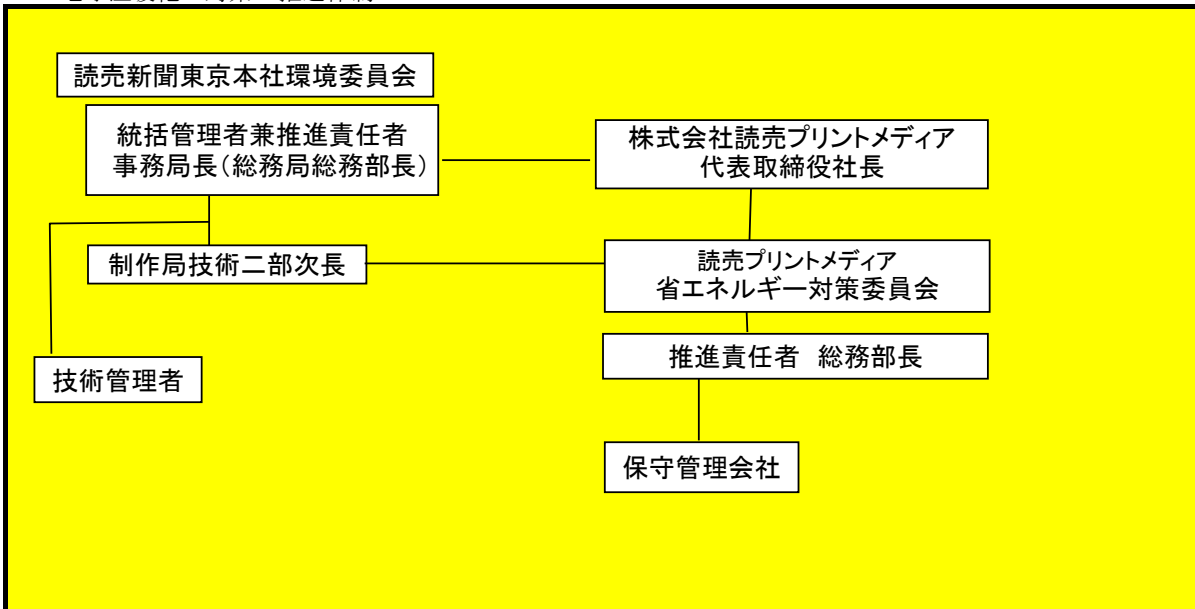 読売新聞東京本社環境委員会
統括管理者兼推進責任者
事務局長（総務局総務部長）
株式会社読売プリントメディア
代表取締役社長
制作局技術二部次長
読売プリントメディア
省エネルギー対策委員会
推進責任者　総務部長
技術管理者
保守管理会社